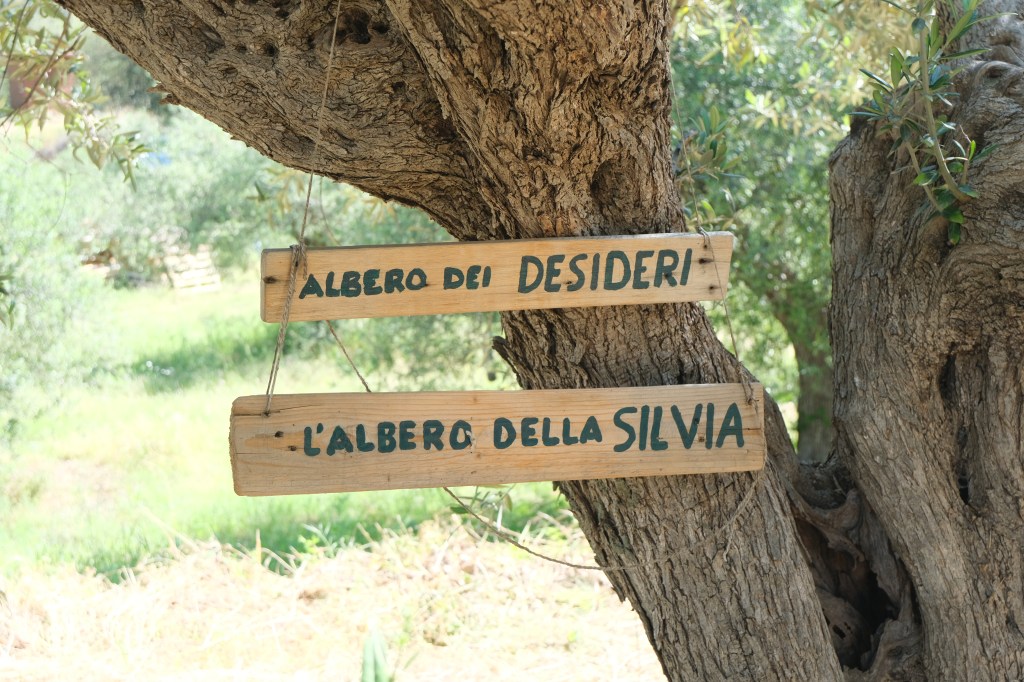 ALBERO DEI DESIDERI
L'ALBERO DELLA SILVIA